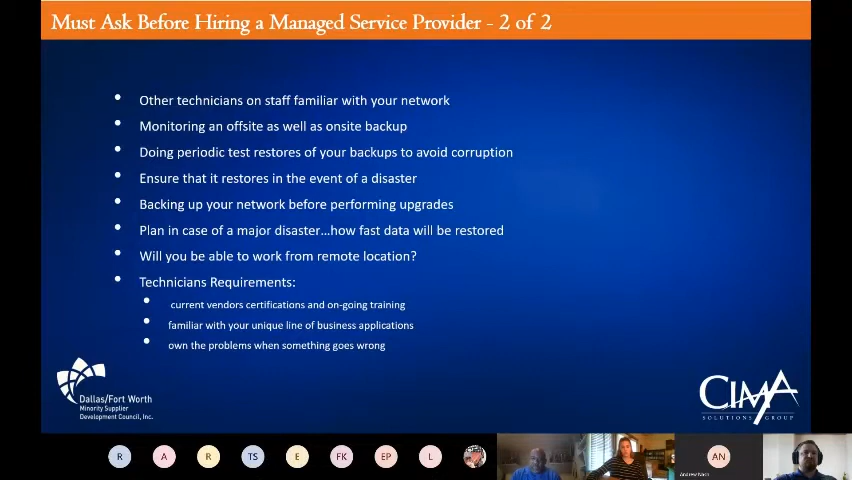 Must Ask Before Hiring a Managed Service Provider - 2 of 2
Other technicians on staff familiar with your network
Monitoring an offsite as well as onsite backup
Doing periodic test restores of your backups to avoid corruption
Ensure that it restores in the event of a disaster
Backing up your network before performing upgrades
Plan in case of a major disaster...how fast data will be restored
Will you be able to work from remote location?
Technicians Requirements:
current vendors certifications and on-going training
familiar with your unique line of business applications
own the problems when something goes wrong
Dallas/Fort Worth
Minority Supplier
Development Council, Inc.
CIMA
SOLUTIONS GROUP
R A R TS E FK EP L AN
Andrew